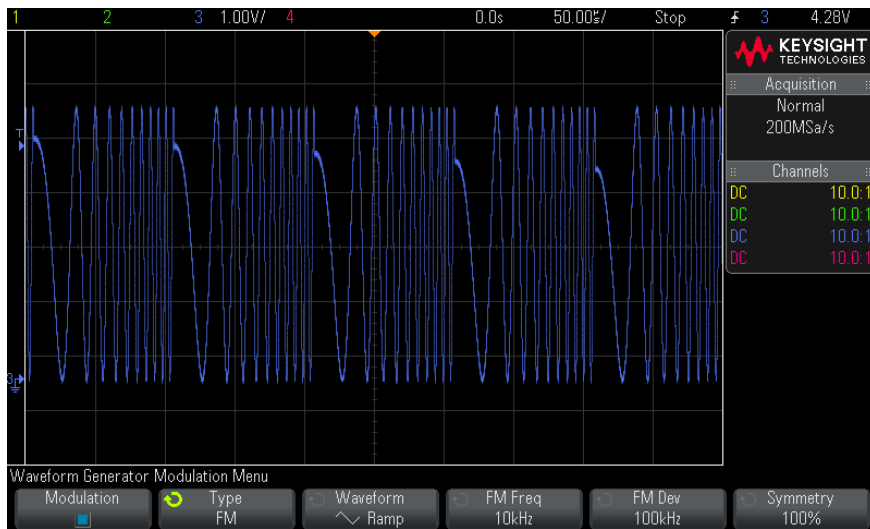 1 2 3 1.00V/ 4 0.0s 50.00㎲/ Stop 3 4.28V
KEYSIGHT
TECHNOLOGIES
Acquisition
Normal
200MSa/s
Channels
DC 10.0:1
DC 10.0:1
DC 10.0:1
DC 10.0:1
T
3
Waveform Generator Modulation Menu
Modulation Type Waveform FM Freq FM Dev Symmetry
FM Ramp 10kHz 100kHz 100%